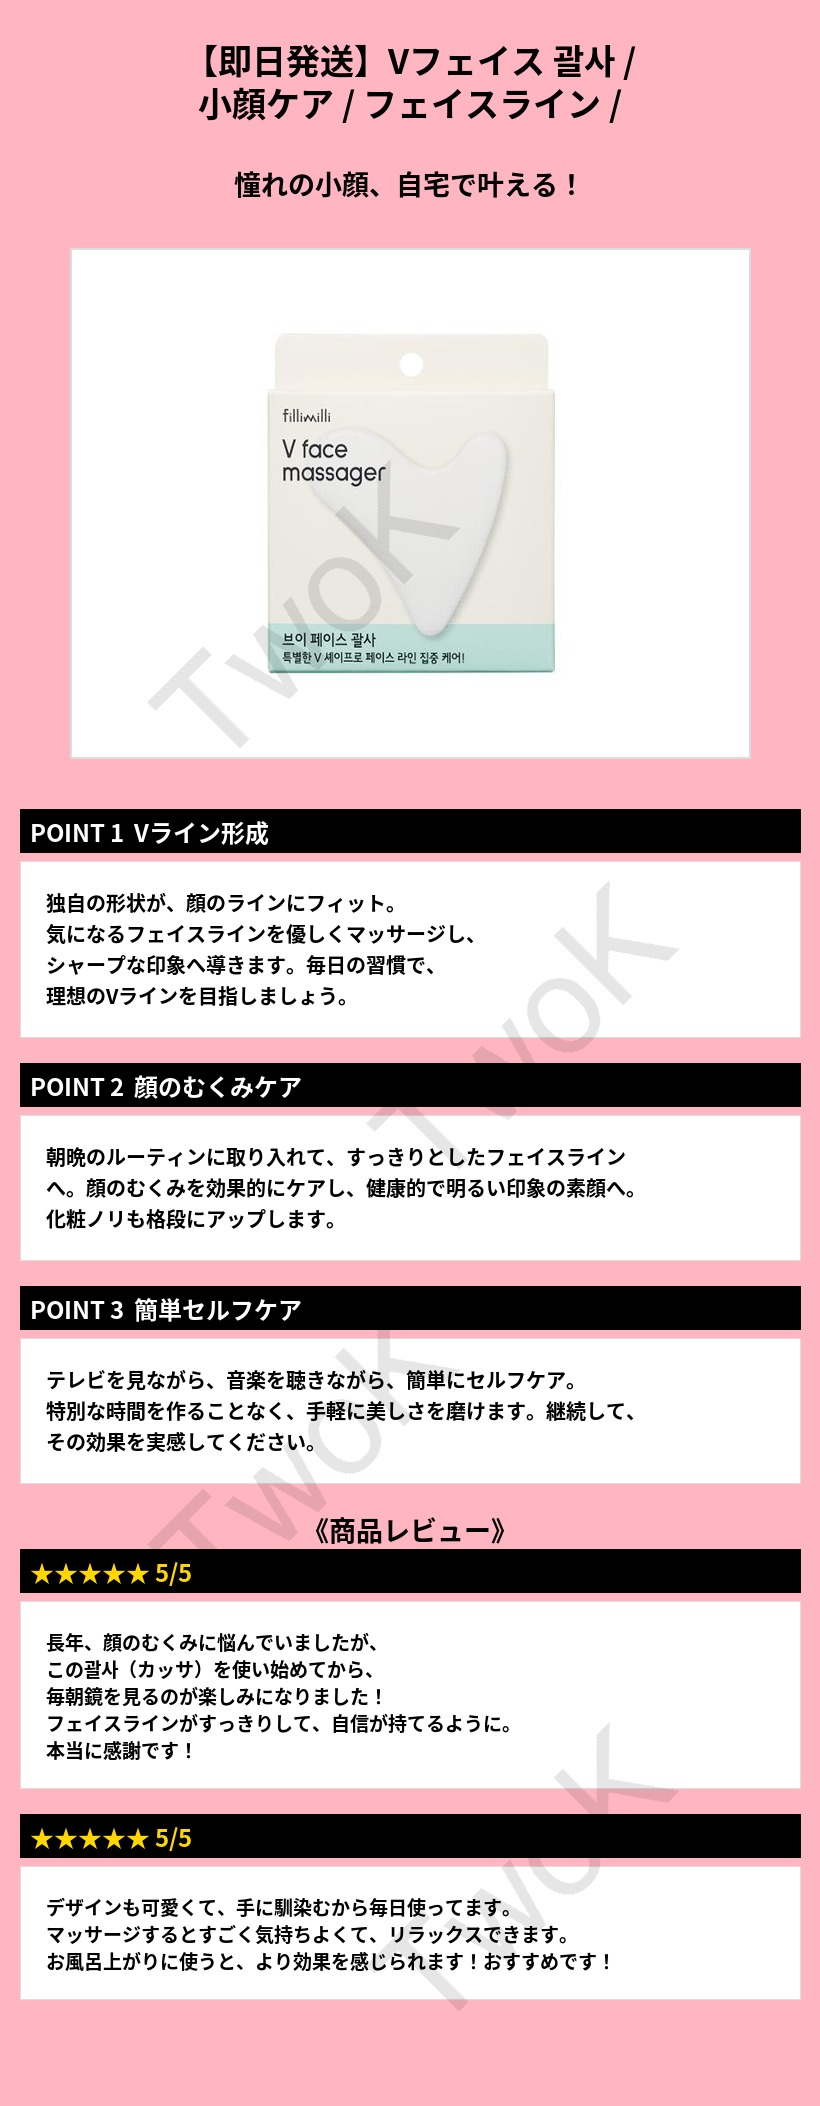 【即日発送】Vフェイス 괄사 /
小顔ケア / フェイスライン /
憧れの小顔、自宅で叶える！
fillimilli
V face
massager
브이 페이스 괄사
특별한 V 셰이프로 페이스 라인 집중 케어!
TwoK
POINT 1 Vライン形成
独自の形状が、顔のラインにフィット。
気になるフェイスラインを優しくマッサージし、
シャープな印象へ導きます。毎日の習慣で、
理想のVラインを目指しましょう。
TwoK
POINT 2 顔のむくみケア
朝晩のルーティンに取り入れて、すっきりとしたフェイスライン
へ。顔のむくみを効果的にケアし、健康的で明るい印象の素顔へ。
化粧ノリも格段にアップします。
POINT 3 簡単セルフケア
テレビを見ながら、音楽を聴きながら、簡単にセルフケア。
特別な時間を作ることなく、手軽に美しさを磨けます。継続して、
その効果を実感してください。
TwoK
《商品レビュー》
★★★★★ 5/5
長年、顔のむくみに悩んでいましたが、
この괄사（カッサ）を使い始めてから、
毎朝鏡を見るのが楽しみになりました！
フェイスラインがすっきりして、自信が持てるように。
本当に感謝です！
★★★★★ 5/5
デザインも可愛くて、手に馴染むから毎日使ってます。
マッサージするとすごく気持ちよくて、リラックスできます。
お風呂上がりに使うと、より効果を感じられます！おすすめです！
TwoK